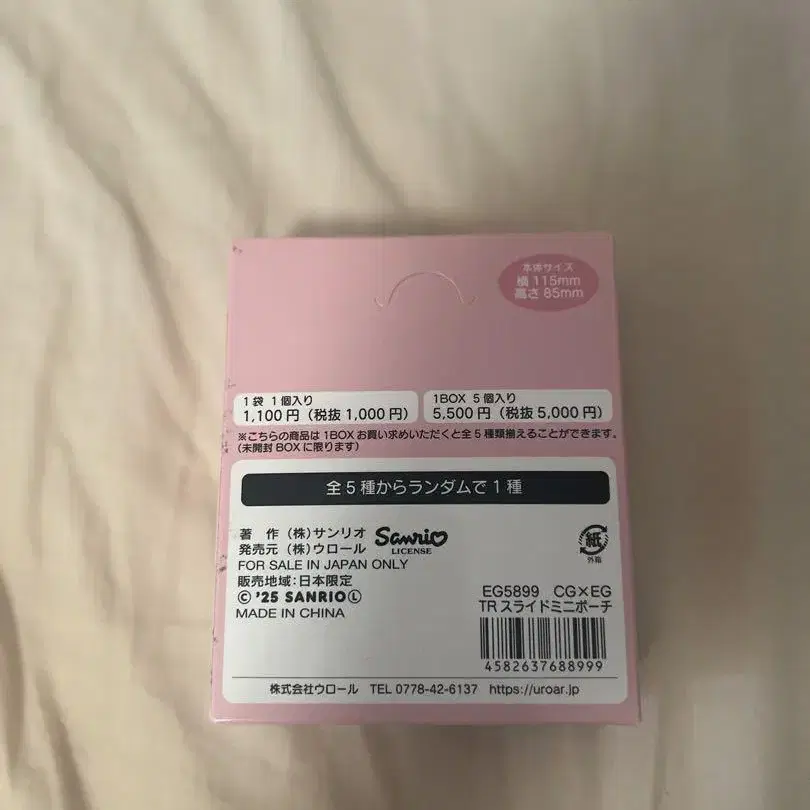 本体サイズ
横 115mm
高さ 85mm
1袋 1個入り
1,100円（税抜1,000円）
1BOX 5個入り
5,500円（税抜5,000円）
※こちらの商品は1BOXお買い求めいただくと全5種類揃えることができます。
（未開封BOXに限ります）
全5種からランダムで1種
著　作（株）サンリオ
発売元（株）ウロール
Sanrio
LICENSE
紙
外箱
FOR SALE IN JAPAN ONLY
販売地域：日本限定
© '25 SANRIO Ⓛ
MADE IN CHINA
EG5899 CG×EG
TRスライドミニポーチ
4582637688999
株式会社ウロール TEL 0778-42-6137 https://uroar.jp